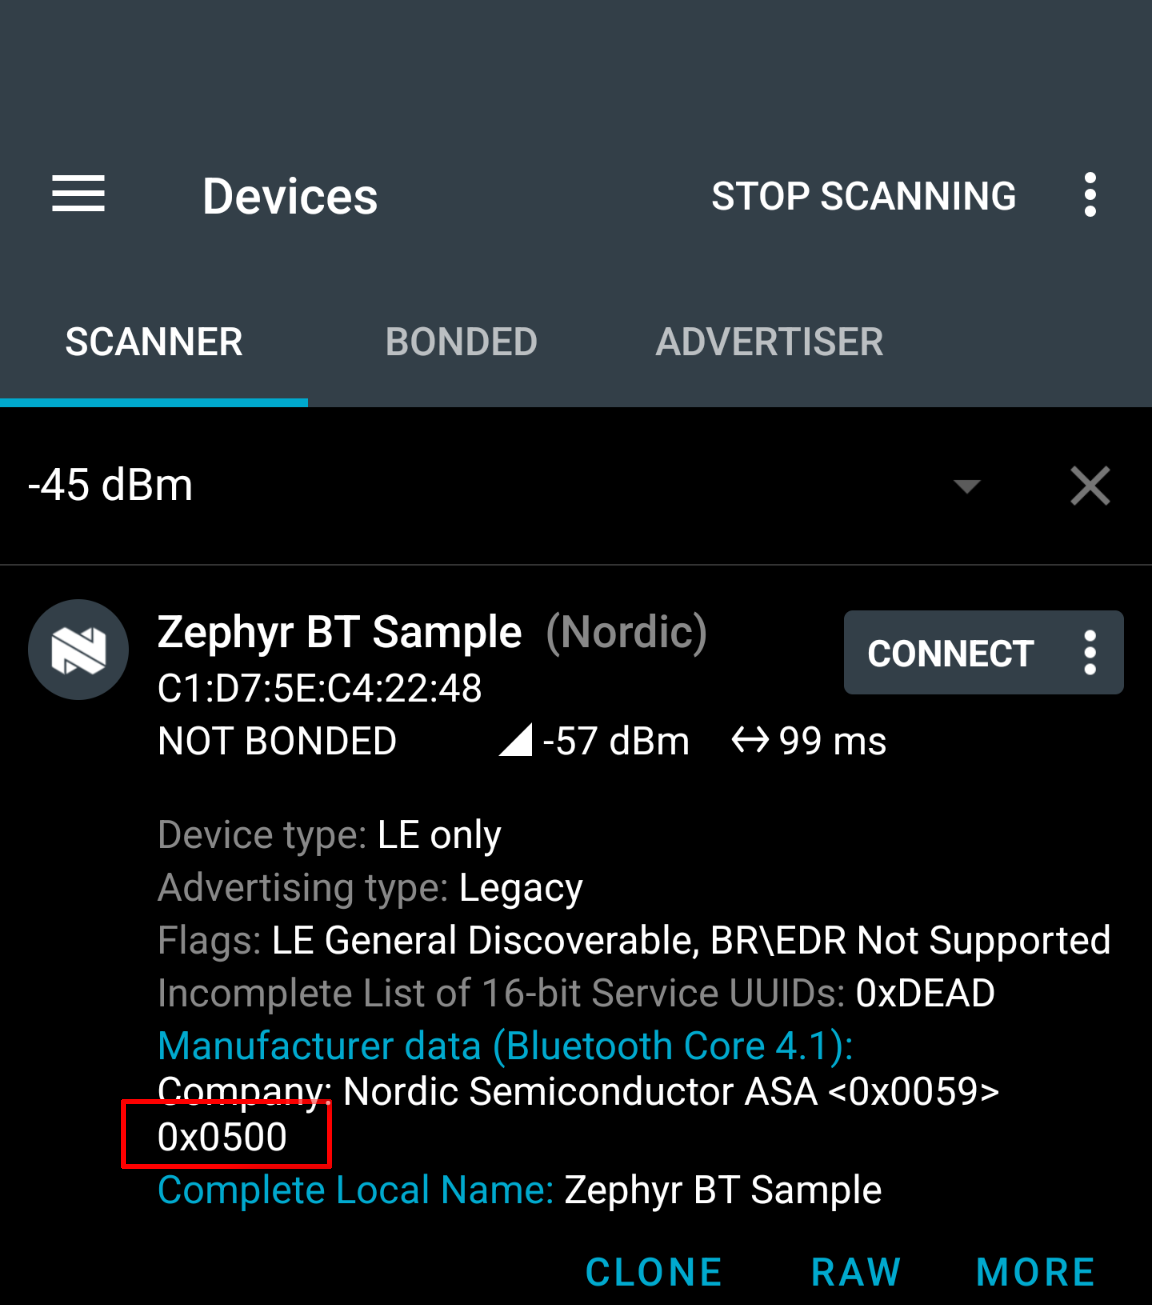 Devices STOP SCANNING
SCANNER BONDED ADVERTISER
-45 dBm
Zephyr BT Sample (Nordic)
CONNECT
C1:D7:5E:C4:22:48
NOT BONDED -57 dBm 99 ms
Device type: LE only
Advertising type: Legacy
Flags: LE General Discoverable, BR\EDR Not Supported
Incomplete List of 16-bit Service UUIDs: 0xDEAD
Manufacturer data (Bluetooth Core 4.1):
Company: Nordic Semiconductor ASA <0x0059>
0x0500
Complete Local Name: Zephyr BT Sample
CLONE RAW MORE